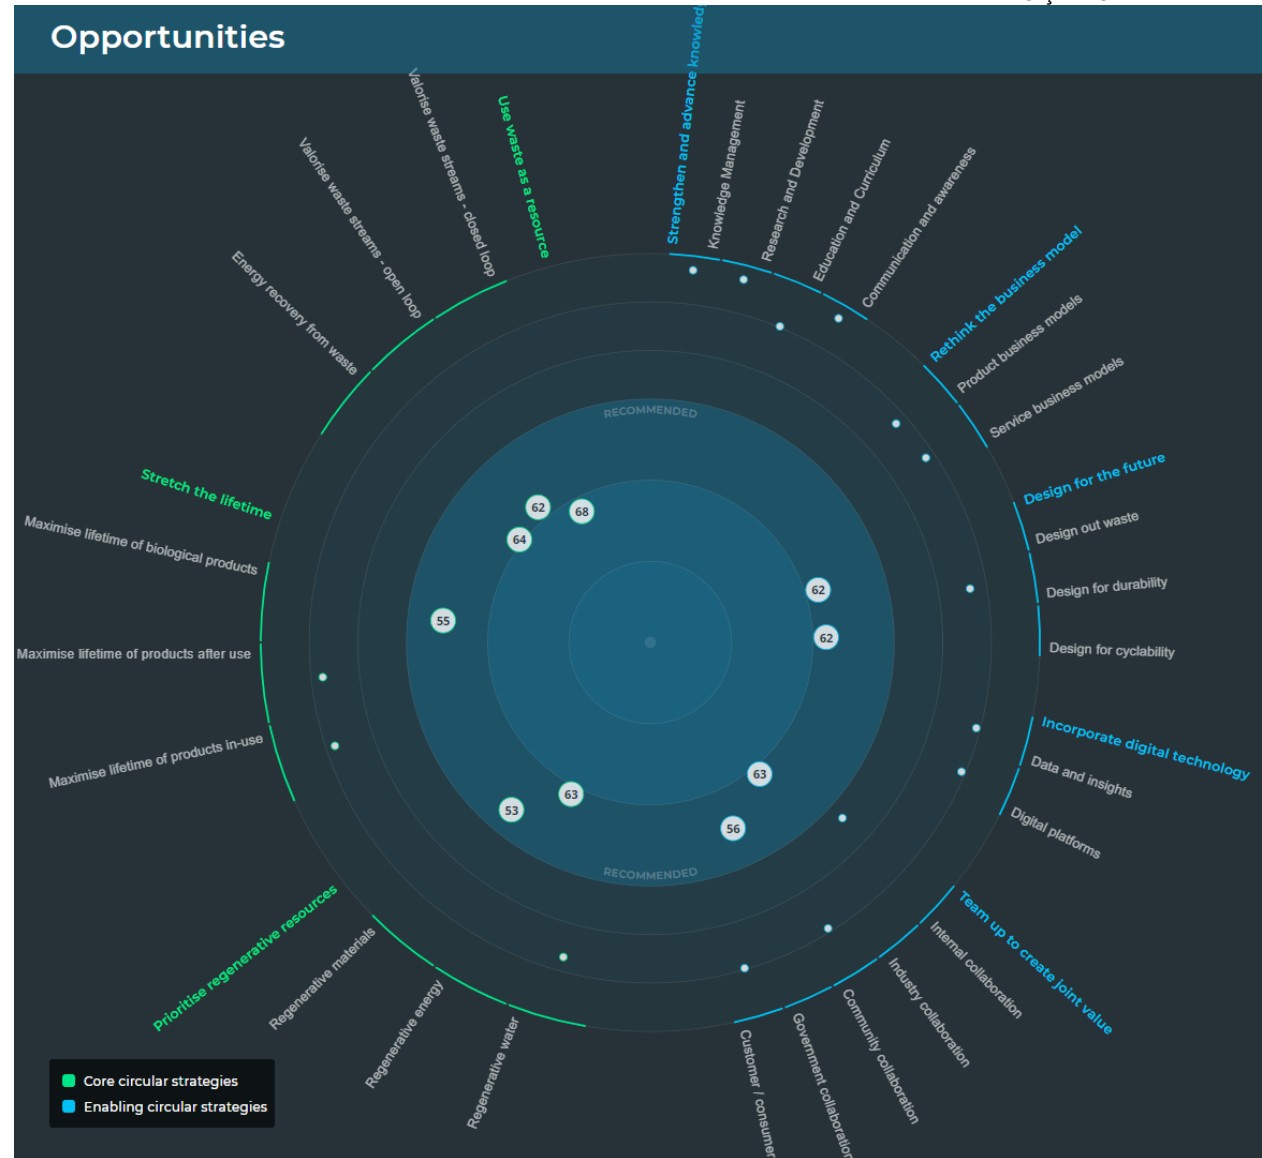 Opportunities
Use waste as a resource
Valorise waste streams - closed loop
Valorise waste streams - open loop
Energy recovery from waste
Stretch the lifetime
Maximise lifetime of biological products
Maximise lifetime of products after use
Maximise lifetime of products in-use
Prioritise regenerative resources
Regenerative materials
Regenerative energy
Regenerative water
Strengthen and advance
Knowledge Management
Research and Development
Education and Curriculum
Communication and awareness
Rethink the business model
Product business models
Service business models
Design for the future
Design out waste
Design for durability
Design for cyclability
Incorporate digital technology
Data and insights
Digital platforms
Team up to create joint value
Internal collaboration
Industry collaboration
Community collaboration
Government collaboration
Customer / consumer
RECOMMENDED
62
68
64
62
55
62
63
63
53
56
RECOMMENDED
Core circular strategies
Enabling circular strategies